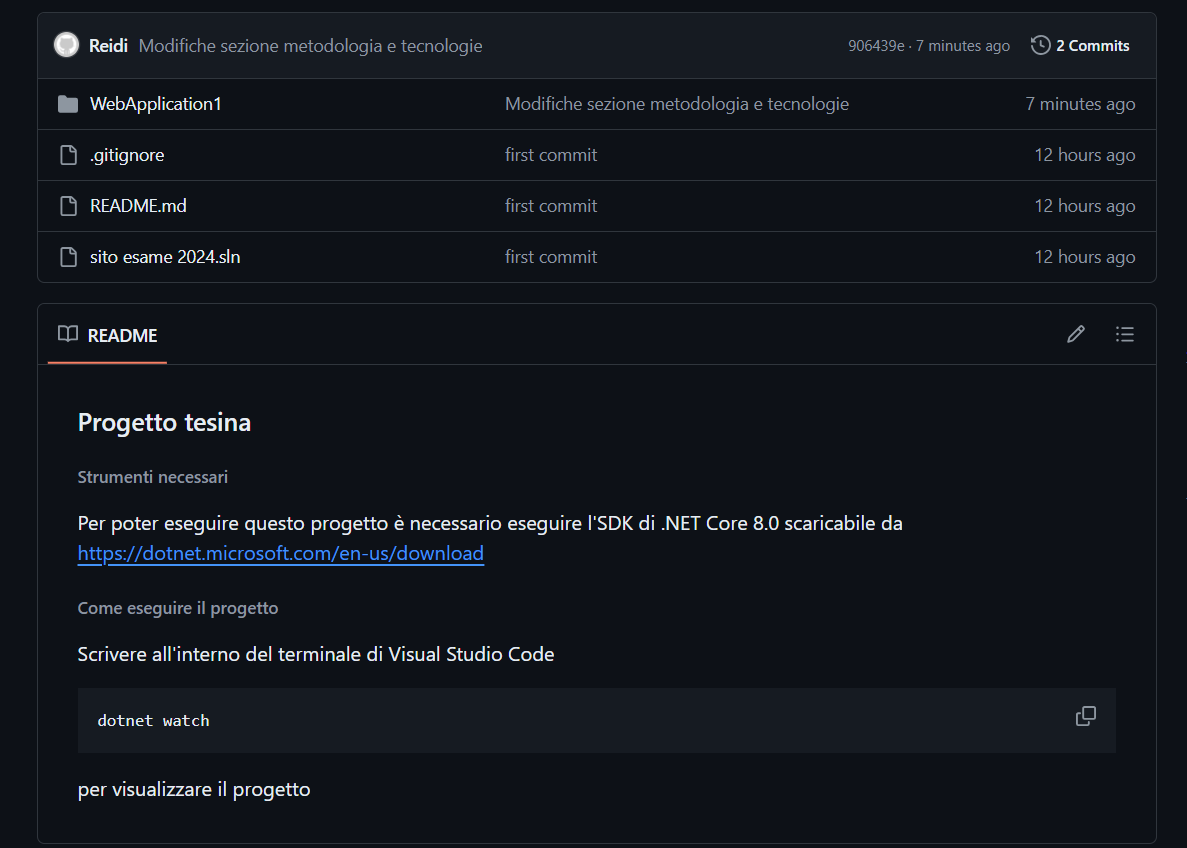 Reidi Modifiche sezione metodologia e tecnologie 906439e · 7 minutes ago 2 Commits
WebApplication1 Modifiche sezione metodologia e tecnologie 7 minutes ago
.gitignore first commit 12 hours ago
README.md first commit 12 hours ago
sito esame 2024.sln first commit 12 hours ago
README
Progetto tesina
Strumenti necessari
Per poter eseguire questo progetto è necessario eseguire l'SDK di .NET Core 8.0 scaricabile da
https://dotnet.microsoft.com/en-us/download
Come eseguire il progetto
Scrivere all'interno del terminale di Visual Studio Code
dotnet watch
per visualizzare il progetto